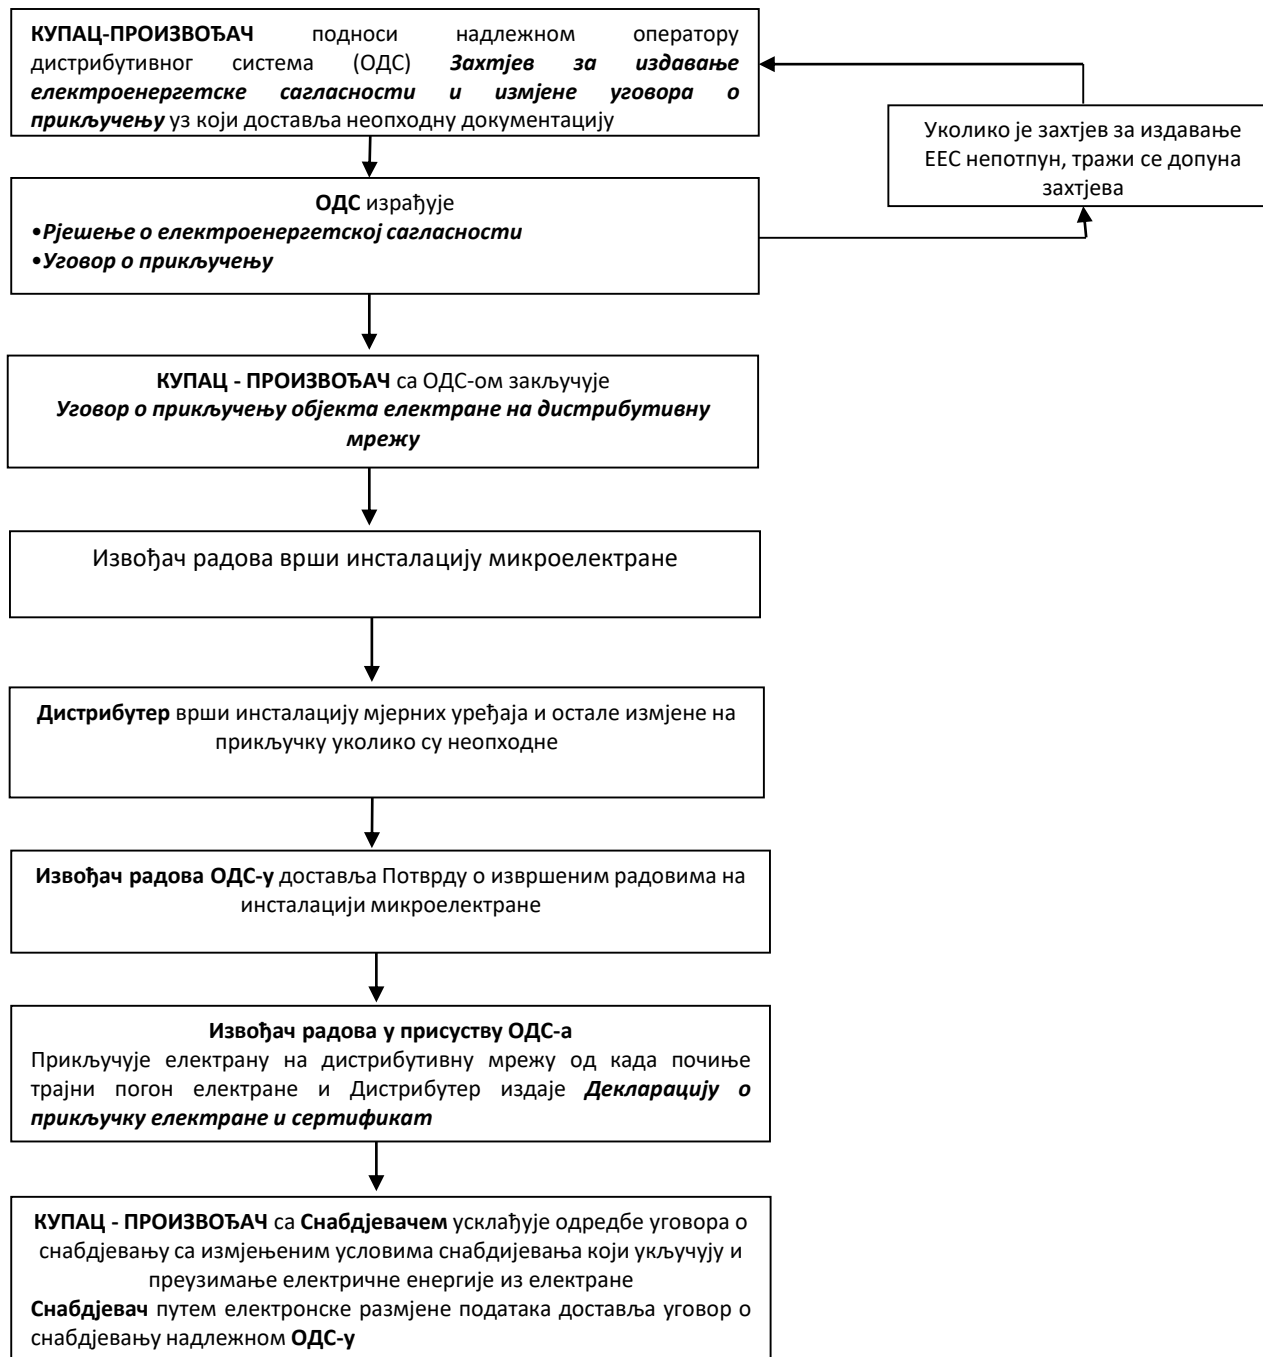 КУПАЦ-ПРОИЗВОЂАЧ подноси надлежном оператору
дистрибутивног система (ОДС) Захтјев за издавање
електроенергетске сагласности и измјене уговора о
прикључењу уз који доставља неопходну документацију
Уколико је захтјев за издавање
ЕЕС непотпун, тражи се допуна
захтјева
ОДС израђује
•Рјешење о електроенергетској сагласности
•Уговор о прикључењу
КУПАЦ - ПРОИЗВОЂАЧ са ОДС-ом закључује
Уговор о прикључењу објекта електране на дистрибутивну
мрежу
Извођач радова врши инсталацију микроелектране
Дистрибутер врши инсталацију мјерних уређаја и остале измјене на
прикључку уколико су неопходне
Извођач радова ОДС-у доставља Потврду о извршеним радовима на
инсталацији микроелектране
Извођач радова у присуству ОДС-а
Прикључује електрану на дистрибутивну мрежу од када почиње
трајни погон електране и Дистрибутер издаје Декларацију о
прикључку електране и сертификат
КУПАЦ - ПРОИЗВОЂАЧ са Снабдјевачем усклађује одредбе уговора о
снабдјевању са измјењеним условима снабдијевања који укључују и
преузимање електричне енергије из електране
Снабдјевач путем електронске размјене података доставља уговор о
снабдјевању надлежном ОДС-у